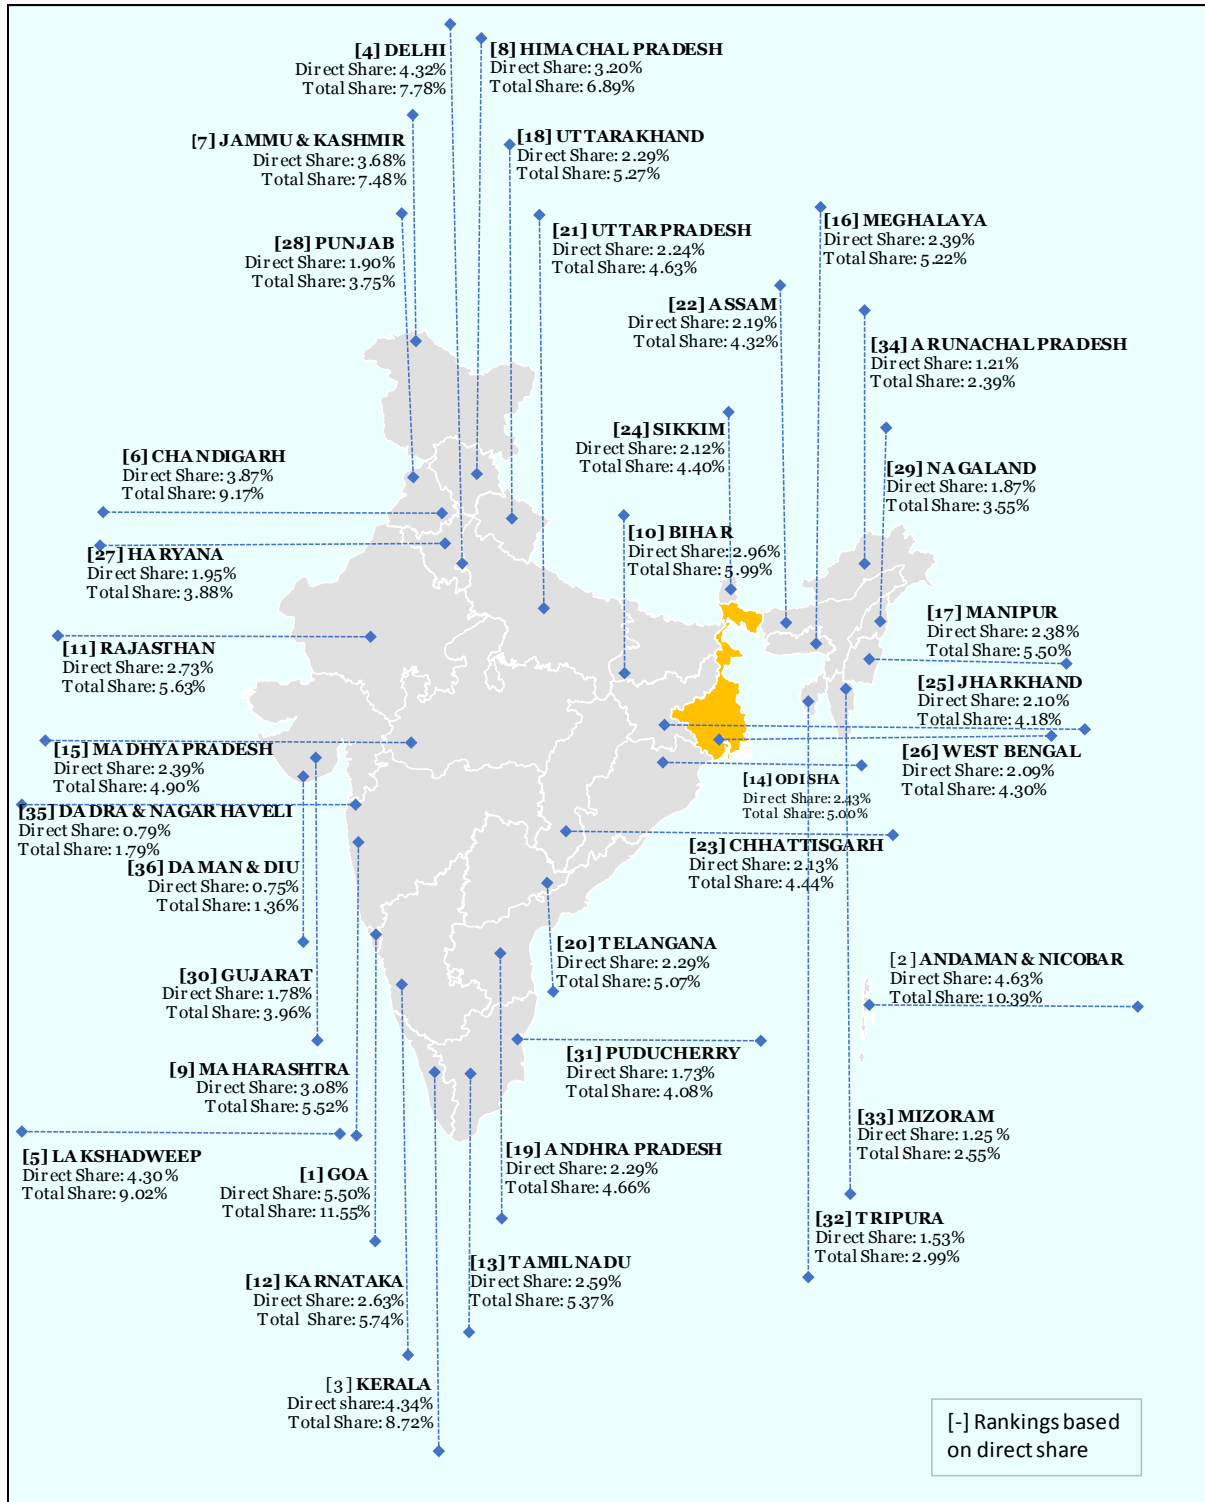 [4] DELHI
Direct Share: 4.32%
Total Share: 7.78%
[8] HIMACHAL PRADESH
Direct Share: 3.20%
Total Share: 6.89%
[7] JAMMU & KASHMIR
Direct Share: 3.68%
Total Share: 7.48%
[18] UTTARAKHAND
Direct Share: 2.29%
Total Share: 5.27%
[28] PUNJAB
Direct Share: 1.90%
Total Share: 3.75%
[21] UTTAR PRADESH
Direct Share: 2.24%
Total Share: 4.63%
[16] MEGHALAYA
Direct Share: 2.39%
Total Share: 5.22%
[22] ASSAM
Direct Share: 2.19%
Total Share: 4.32%
[34] ARUNACHAL PRADESH
Direct Share: 1.21%
Total Share: 2.39%
[6] CHANDIGARH
Direct Share: 3.87%
Total Share: 9.17%
[24] SIKKIM
Direct Share: 2.12%
Total Share: 4.40%
[29] NAGALAND
Direct Share: 1.87%
Total Share: 3.55%
[27] HARYANA
Direct Share: 1.95%
Total Share: 3.88%
[10] BIHAR
Direct Share: 2.96%
Total Share: 5.99%
[17] MANIPUR
Direct Share: 2.38%
Total Share: 5.50%
[11] RAJASTHAN
Direct Share: 2.73%
Total Share: 5.63%
[25] JHARKHAND
Direct Share: 2.10%
Total Share: 4.18%
[15] MADHYA PRADESH
Direct Share: 2.39%
Total Share: 4.90%
[26] WEST BENGAL
Direct Share: 2.09%
Total Share: 4.30%
[14] ODISHA
Direct Share: 2.43%
Total Share: 5.00%
[35] DADRA & NAGAR HAVELI
Direct Share: 0.79%
Total Share: 1.79%
[23] CHHATTISGARH
Direct Share: 2.13%
Total Share: 4.44%
[36] DAMAN & DIU
Direct Share: 0.75%
Total Share: 1.36%
[20] TELANGANA
Direct Share: 2.29%
Total Share: 5.07%
[2] ANDAMAN & NICOBAR
Direct Share: 4.63%
Total Share: 10.39%
[30] GUJARAT
Direct Share: 1.78%
Total Share: 3.96%
[31] PUDUCHERRY
Direct Share: 1.73%
Total Share: 4.08%
[9] MAHARASHTRA
Direct Share: 3.08%
Total Share: 5.52%
[33] MIZORAM
Direct Share: 1.25 %
Total Share: 2.55%
[5] LAKSHADWEEP
Direct Share: 4.30%
Total Share: 9.02%
[1] GOA
Direct Share: 5.50%
Total Share: 11.55%
[19] ANDHRA PRADESH
Direct Share: 2.29%
Total Share: 4.66%
[32] TRIPURA
Direct Share: 1.53%
Total Share: 2.99%
[12] KARNATAKA
Direct Share: 2.63%
Total Share: 5.74%
[13] TAMIL NADU
Direct Share: 2.59%
Total Share: 5.37%
[3] KERALA
Direct share:4.34%
Total Share: 8.72%
[-] Rankings based
on direct share